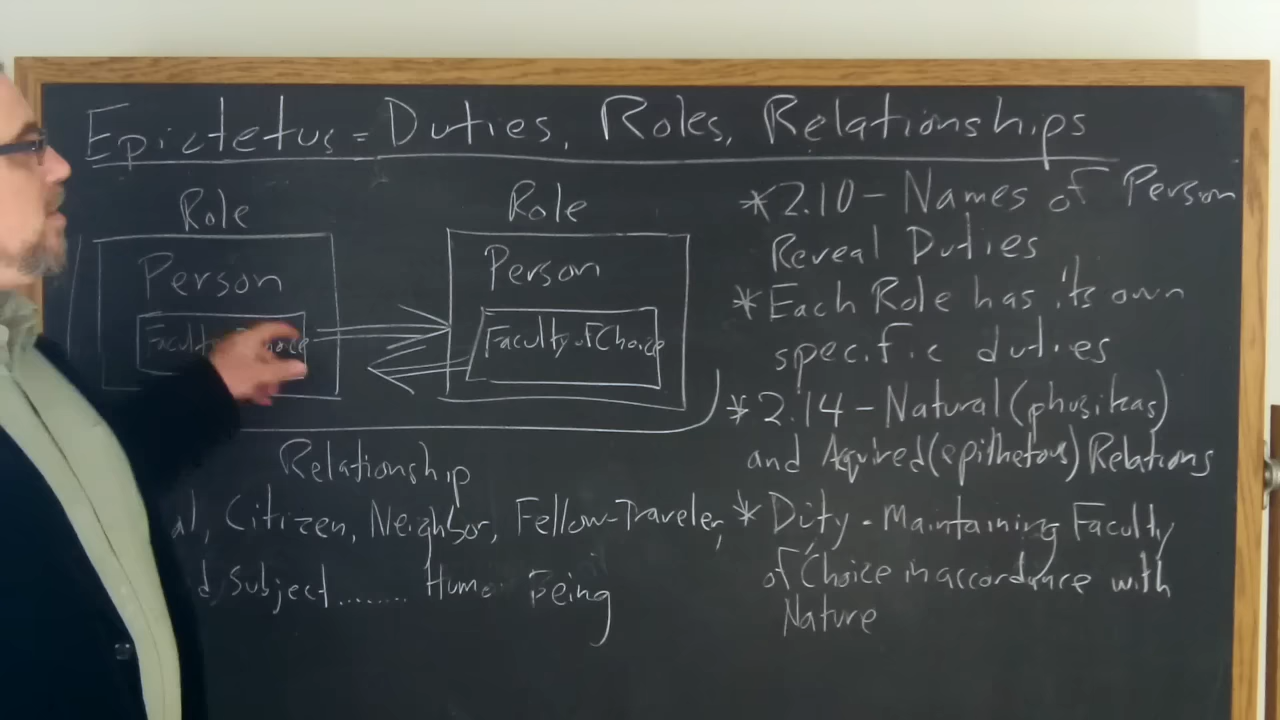 Epictetus = Duties, Roles, Relationships
Role
Person
Role
Person
Faculty of Choice
Relationship
Citizen, Neighbor, Fellow-Traveler,
Subject........ Human Being
*2.10 - Names of Person
Reveal Duties
*Each Role has its own
specific duties
*2.14 - Natural (phusikas)
and Aquired (epithetous) Relations
*Duty - Maintaining Faculty
of Choice in accordance with
Nature